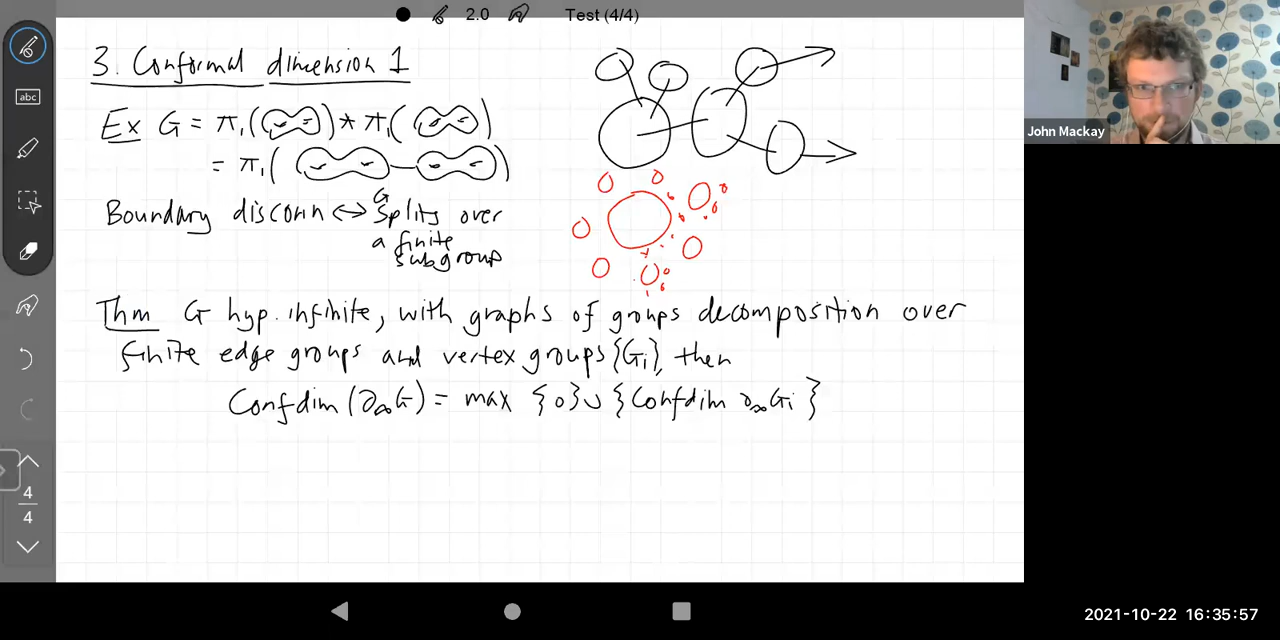 2.0 Test (4/4)
abc
3. Conformal dimension 1
Ex G = π₁( ) * π₁( )
= π₁( )
Boundary disconn ↔ G splits over
a finite
subgroup
Thm G hyp. infinite, with graphs of groups decomposition over
finite edge groups and vertex groups {Gi}, then
Confdim (∂∞G) = max {0} ∪ {Confdim ∂∞Gi}
4
4
John Mackay
2021-10-22 16:35:57